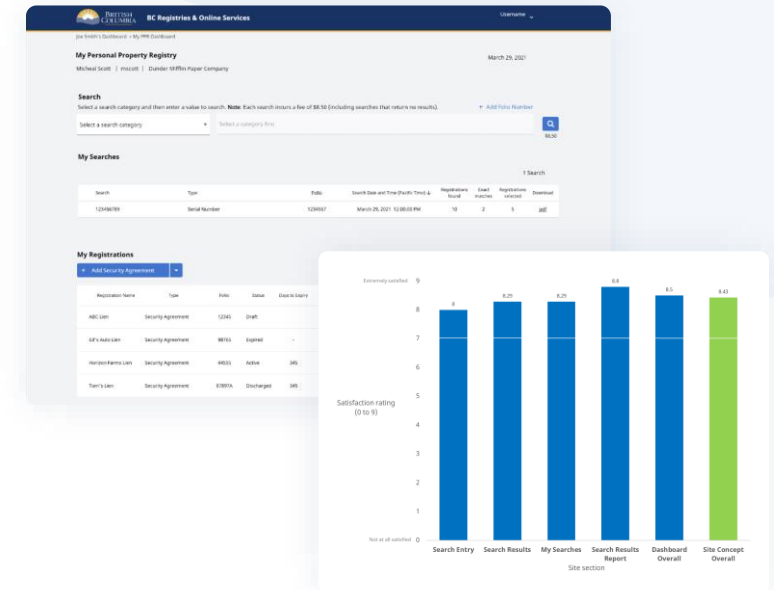 BRITISH
COLUMBIA
BC Registries & Online Services
Username
Joe Smith's Dashboard > My PPR Dashboard
My Personal Property Registry
March 29, 2021
Micheal Scott | mscott | Dunder Mifflin Paper Company
Search
Select a search category and then enter a value to search. Note: Each search incurs a fee of $8.50 (including searches that return no results).
+ Add Folio Number
Select a search category
Select a category first
$8.50
My Searches
1 Search
Search Type Folio Search Date and Time (Pacific Time) ↓ Registrations found Exact matches Registrations selected Download
123456789 Serial Number 1234567 March 29, 2021 12:00:00 PM 10 2 5 pdf
My Registrations
+ Add Security Agreement
Registration Name Type Folio Status Days to Expiry
ABC Lien Security Agreement 12345 Draft
Ed's Auto Lien Security Agreement 98765 Expired -
Horizon Farms Lien Security Agreement Active 345
Tom's Lien Security Agreement Discharged 345
Extremely satisfied 9
8
7
6
5
4
3
2
1
Not at all satisfied 0
Satisfaction rating
(0 to 9)
8 8.29 8.29 8.8 8.5 8.43
Search Entry Search Results My Searches Search Results Report Dashboard Overall Site Concept Overall
Site section